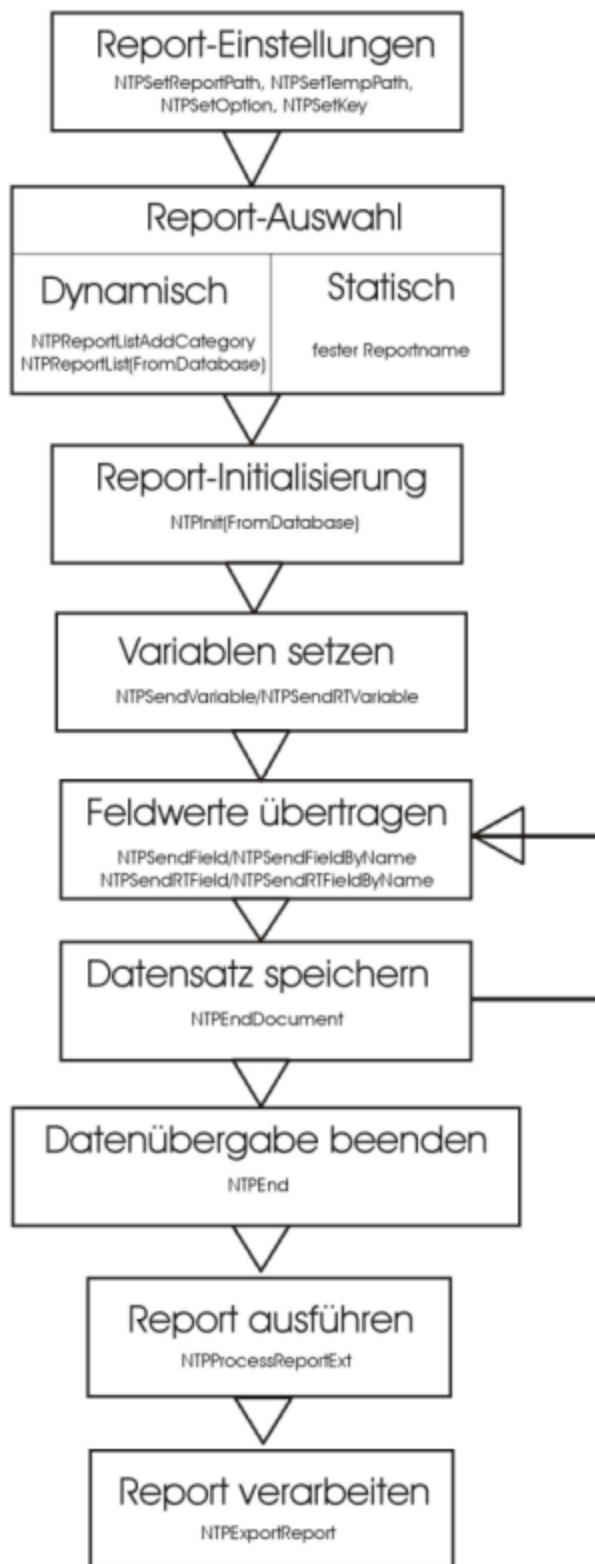 Report-Einstellungen
NTPSetReportPath, NTPSetTempPath,
NTPSetOption, NTPSetKey
Report-Auswahl
Dynamisch
NTPReportListAddCategory
NTPReportList(FromDatabase)
Statisch
fester Reportname
Report-Initialisierung
NTPInit(FromDatabase)
Variablen setzen
NTPSendVariable/NTPSendRTVariable
Feldwerte übertragen
NTPSendField/NTPSendFieldByName
NTPSendRTField/NTPSendRTFieldByName
Datensatz speichern
NTPEndDocument
Datenübergabe beenden
NTPEnd
Report ausführen
NTPProcessReportExt
Report verarbeiten
NTPExportReport